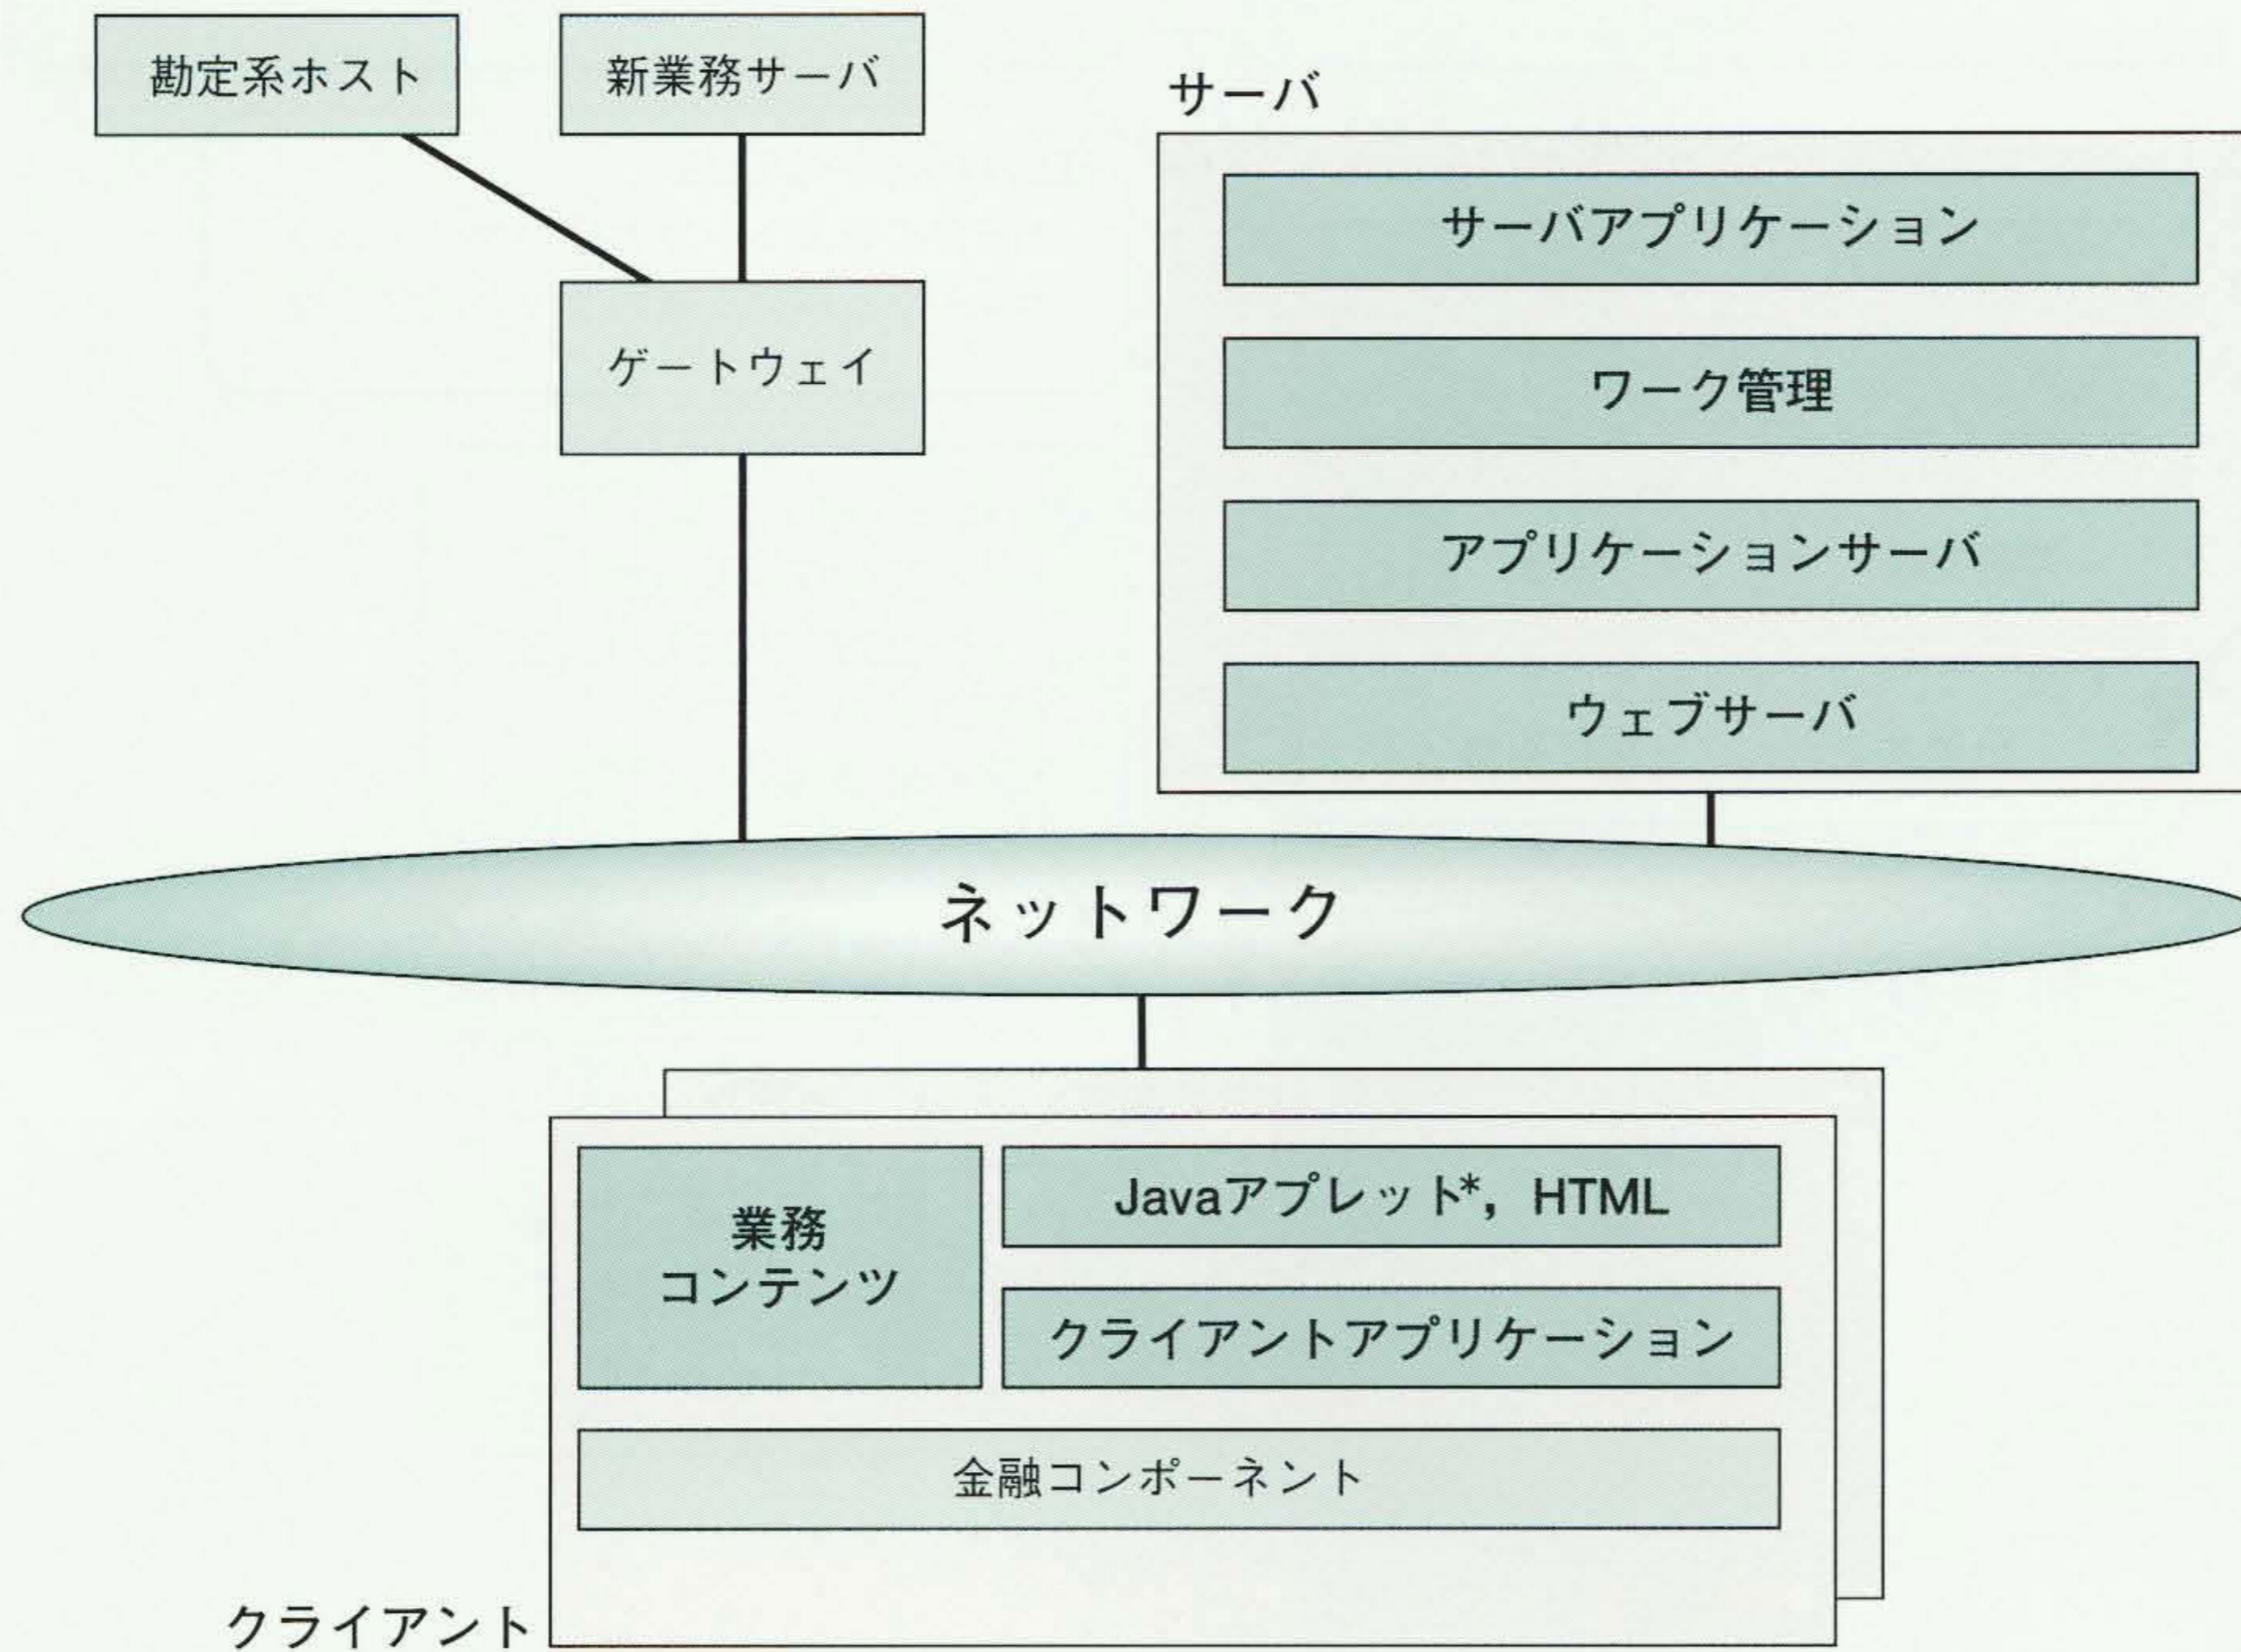 勘定系ホスト
新業務サーバ
サーバ
サーバアプリケーション
ゲートウェイ
ワーク管理
アプリケーションサーバ
ウェブサーバ
ネットワーク
業務
コンテンツ
Javaアプレット*，HTML
クライアントアプリケーション
金融コンポーネント
クライアント